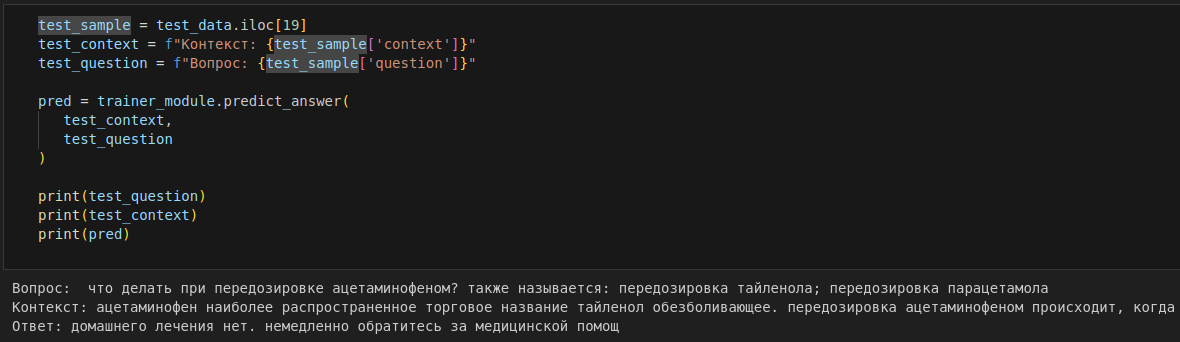 test_sample = test_data.iloc[19]
test_context = f"Контекст: {test_sample['context']}"
test_question = f"Вопрос: {test_sample['question']}"
pred = trainer_module.predict_answer(
test_context,
test_question
)
print(test_question)
print(test_context)
print(pred)
Вопрос:  что делать при передозировке ацетаминофеном? также называется: передозировка тайленола; передозировка парацетамола
Контекст: ацетаминофен наиболее распространенное торговое название тайленол обезболивающее. передозировка ацетаминофеном происходит, когда
Ответ: домашнего лечения нет. немедленно обратитесь за медицинской помощ